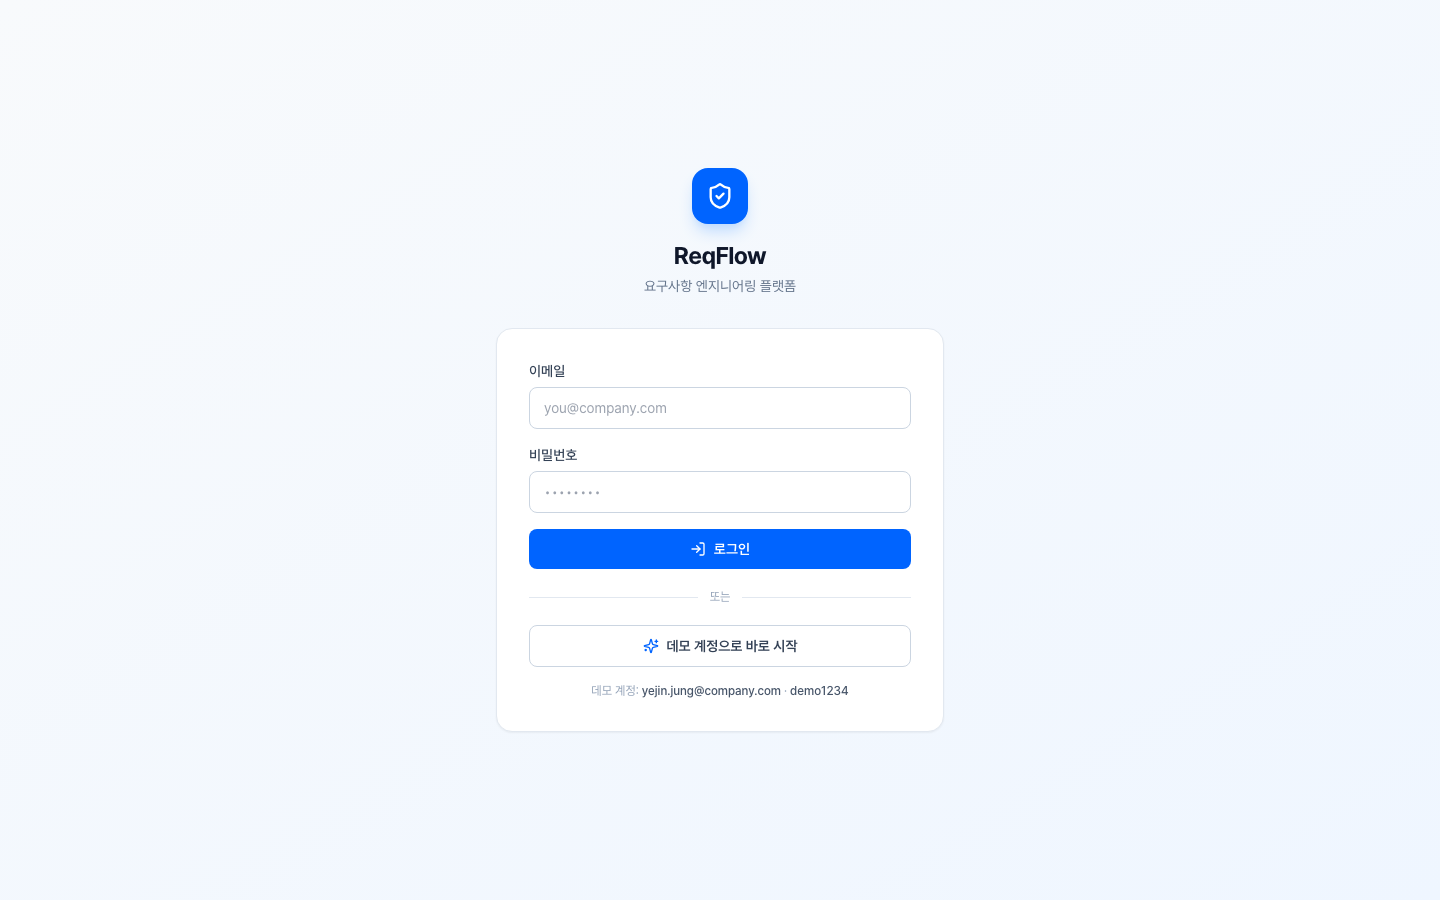 ReqFlow
요구사항 엔지니어링 플랫폼
이메일
you@company.com
비밀번호
••••••••
로그인
또는
데모 계정으로 바로 시작
데모 계정: yejin.jung@company.com · demo1234